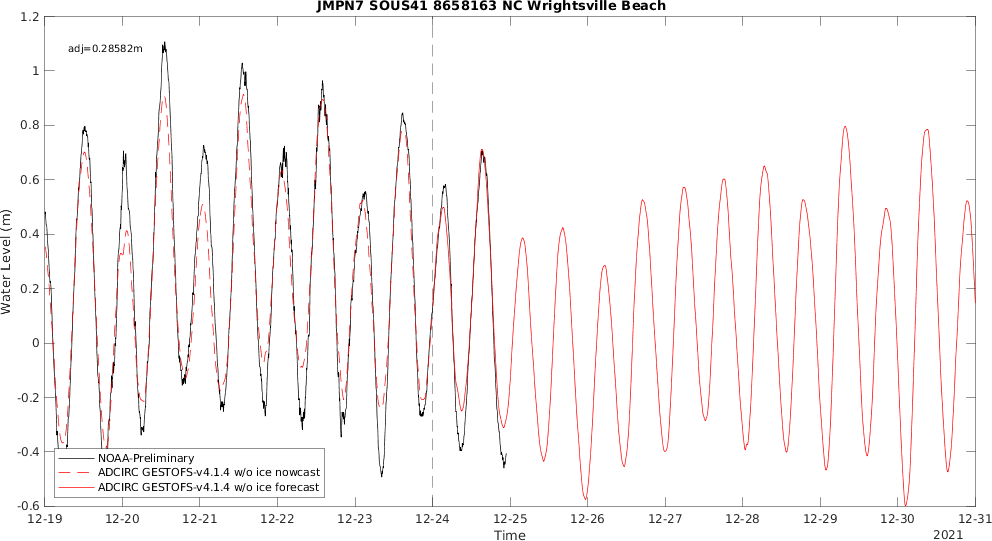 JMPN7 SOUS41 8658163 NC Wrightsville Beach
adj=0.28582m
1.2
1
0.8
0.6
0.4
0.2
0
-0.2
-0.4
-0.6
Water Level (m)
NOAA-Preliminary
ADCIRC GESTOFS-v4.1.4 w/o ice nowcast
ADCIRC GESTOFS-v4.1.4 w/o ice forecast
12-19 12-20 12-21 12-22 12-23 12-24 12-25 12-26 12-27 12-28 12-29 12-30 12-31
Time
2021